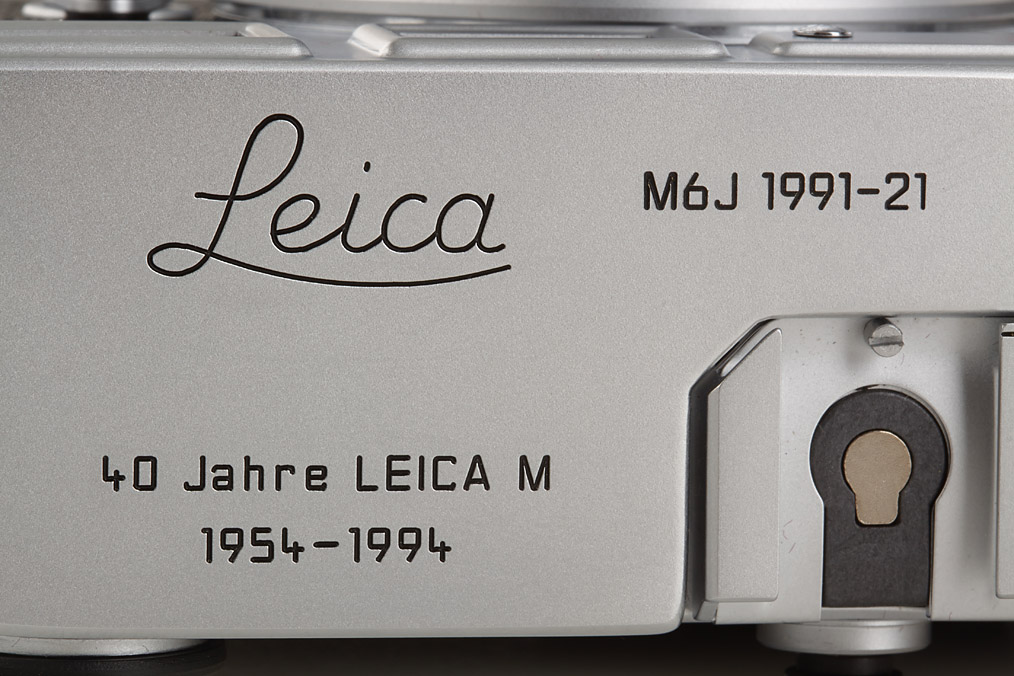 Leica
M6J 1991-21
40 Jahre LEICA M
1954-1994